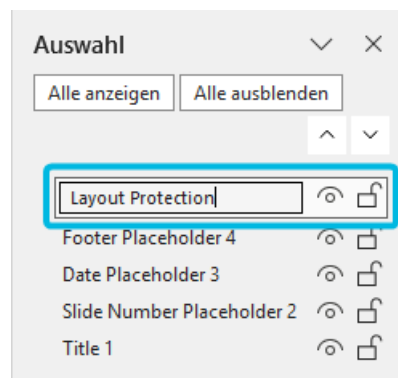 Auswahl
Alle anzeigen Alle ausblenden
Layout Protection
Footer Placeholder 4
Date Placeholder 3
Slide Number Placeholder 2
Title 1